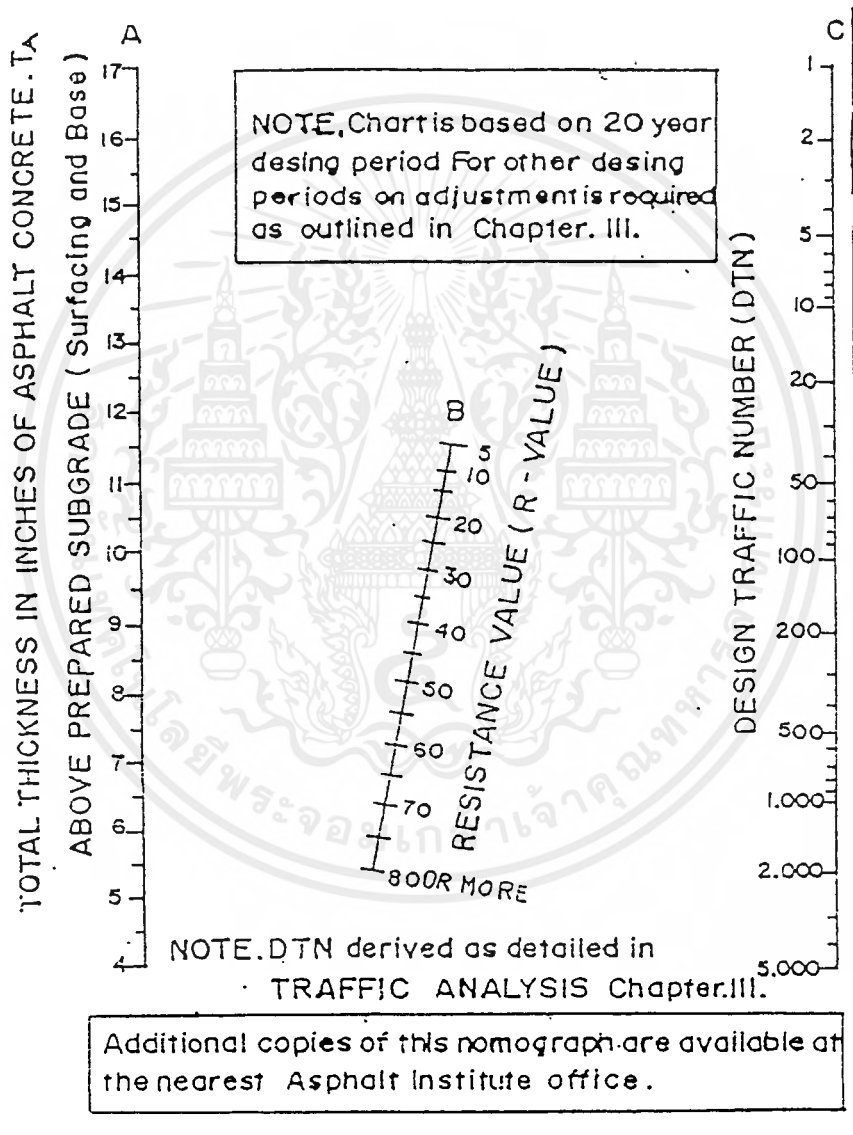 TOTAL THICKNESS IN INCHES OF ASPHALT CONCRETE.TA
ABOVE PREPARED SUBGRADE (Surfacing and Base)
A
17
16
15
14
13
12
11
10
9
8
7
6
5
4
NOTE.Chart is based on 20 year
desing period For other desing
periods on adjustment is required
as outlined in Chapter. III.
B
5
10
20
30
40
50
60
70
80 OR MORE
RESISTANCE VALUE (R-VALUE)
DESIGN TRAFFIC NUMBER (DTN)
C
1
2
5
10
20
50
100
200
500
1.000
2.000
5.000
NOTE.DTN derived as detailed in
TRAFFIC ANALYSIS Chapter.III.
Additional copies of this nomograph.are available at
the nearest Asphalt Institute office.